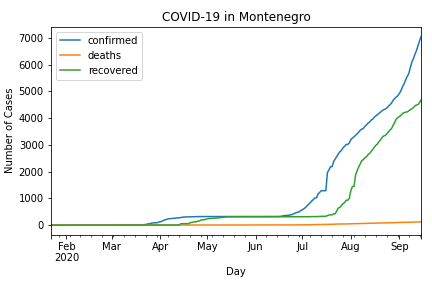 COVID-19 in Montenegro
confirmed
deaths
recovered
Number of Cases
7000
6000
5000
4000
3000
2000
1000
0
Feb Mar Apr May Jun Jul Aug Sep
2020
Day